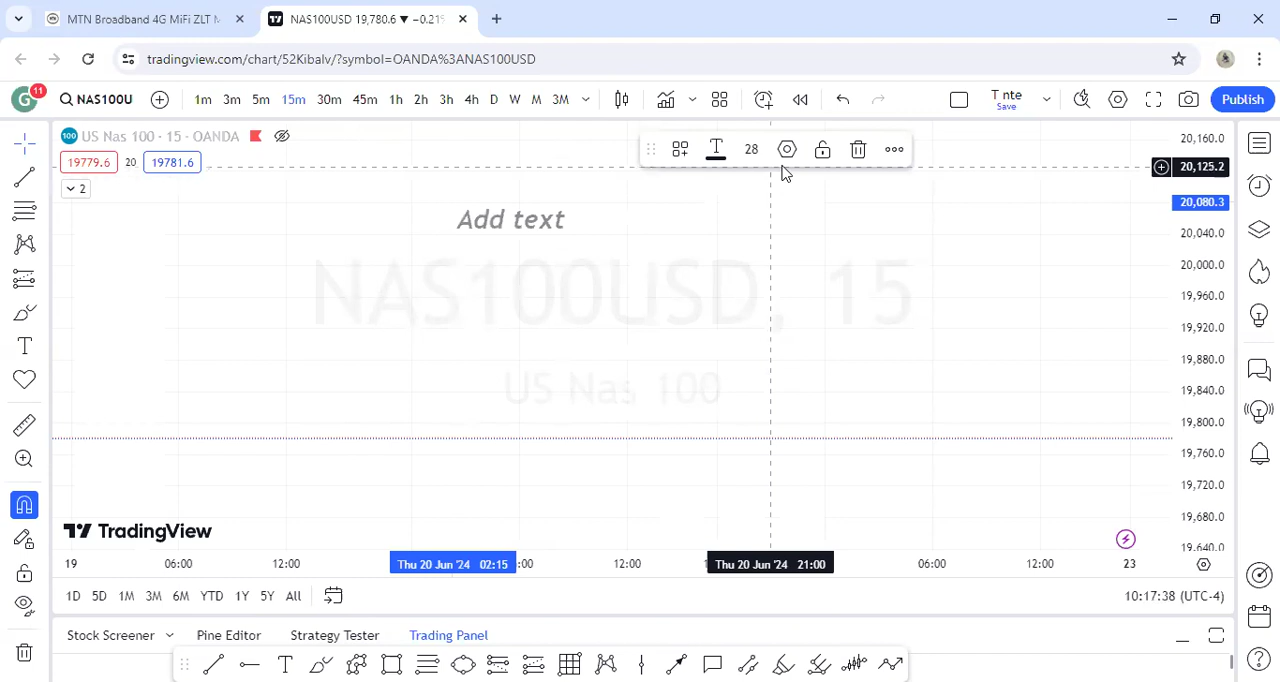 MTN Broadband 4G MiFi ZLT M
NAS100USD 19,780.6 ▼ −0.21%
tradingview.com/chart/52Kibalv/?symbol=OANDA%3ANAS100USD
G 11 NAS100U 1m 3m 5m 15m 30m 45m 1h 2h 3h 4h D W M 3M T nte Save Publish
100 US Nas 100 · 15 · OANDA
19779.6 20 19781.6
2
28
Add text
NAS100USD, 15
US Nas 100
20,160.0
20,125.2
20,080.3
20,040.0
20,000.0
19,960.0
19,920.0
19,880.0
19,840.0
19,800.0
19,760.0
19,720.0
19,680.0
19,640.0
TradingView
19 06:00 12:00 Thu 20 Jun '24 02:15 :00 12:00 Thu 20 Jun '24 21:00 06:00 12:00 23
1D 5D 1M 3M 6M YTD 1Y 5Y All 10:17:38 (UTC-4)
Stock Screener Pine Editor Strategy Tester Trading Panel